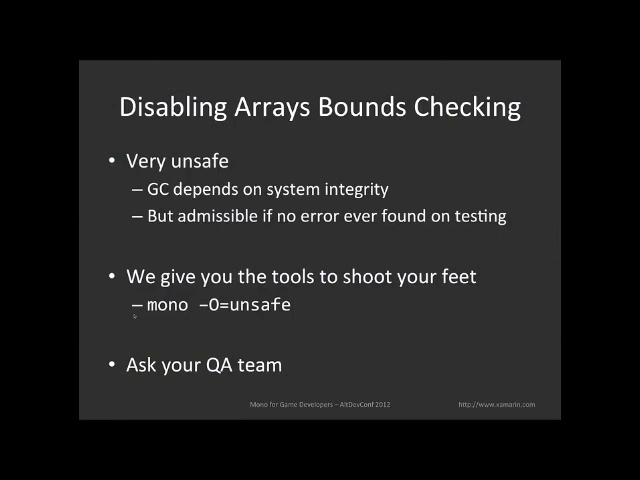 Disabling Arrays Bounds Checking
• Very unsafe
– GC depends on system integrity
– But admissible if no error ever found on testing
• We give you the tools to shoot your feet
– mono –O=unsafe
• Ask your QA team
Mono for Game Developers – AltDevConf 2012
http://www.xamarin.com